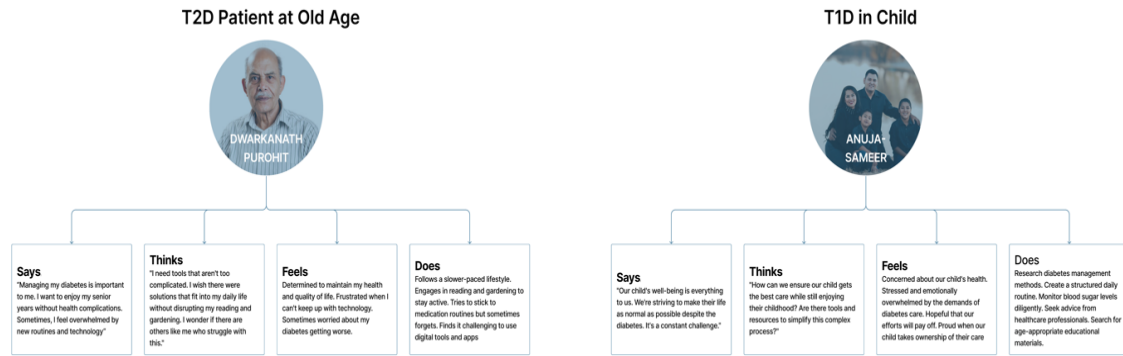 T2D Patient at Old Age
DWARKANATH
PUROHIT
Says
"Managing my diabetes is important
to me. I want to enjoy my senior
years without health complications.
Sometimes, I feel overwhelmed by
new routines and technology"
Thinks
"I need tools that aren't too
complicated. I wish there were
solutions that fit into my daily life
without disrupting my reading and
gardening. I wonder if there are
others like me who struggle with
this."
Feels
Determined to maintain my health
and quality of life. Frustrated when I
can't keep up with technology.
Sometimes worried about my
diabetes getting worse.
Does
Follows a slower-paced lifestyle.
Engages in reading and gardening to
stay active. Tries to stick to
medication routines but sometimes
forgets. Finds it challenging to use
digital tools and apps
T1D in Child
ANUJA-
SAMEER
Says
"Our child's well-being is everything
to us. We're striving to make their life
as normal as possible despite the
diabetes. It's a constant challenge."
Thinks
"How can we ensure our child gets
the best care while still enjoying
their childhood? Are there tools and
resources to simplify this complex
process?"
Feels
Concerned about our child's health.
Stressed and emotionally
overwhelmed by the demands of
diabetes care. Hopeful that our
efforts will pay off. Proud when our
child takes ownership of their care
Does
Research diabetes management
methods. Create a structured daily
routine. Monitor blood sugar levels
diligently. Seek advice from
healthcare professionals. Search for
age-appropriate educational
materials.